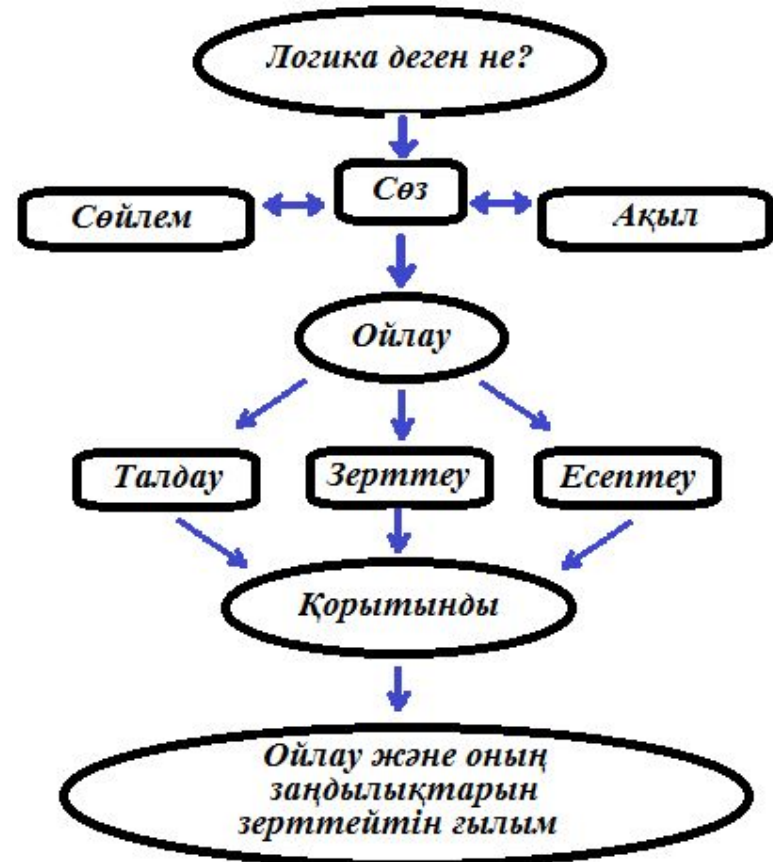 Логика деген не?
Сөз
Сөйлем
Ақыл
Ойлау
Талдау
Зерттеу
Есептеу
Қорытынды
Ойлау және оның
заңдылықтарын
зерттейтін ғылым